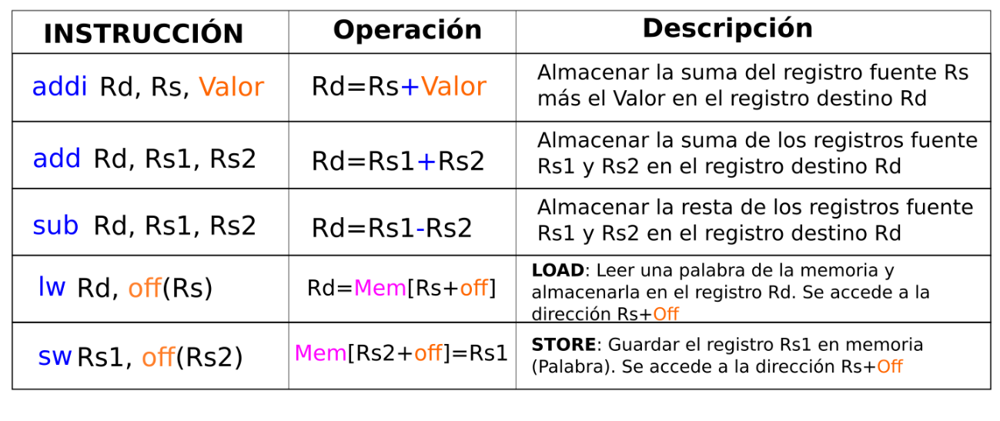 INSTRUCCIÓN Operación Descripción
addi Rd, Rs, Valor Rd=Rs+Valor Almacenar la suma del registro fuente Rs
más el Valor en el registro destino Rd
add Rd, Rs1, Rs2 Rd=Rs1+Rs2 Almacenar la suma de los registros fuente
Rs1 y Rs2 en el registro destino Rd
sub Rd, Rs1, Rs2 Rd=Rs1-Rs2 Almacenar la resta de los registros fuente
Rs1 y Rs2 en el registro destino Rd
lw Rd, off(Rs) Rd=Mem[Rs+off] LOAD: Leer una palabra de la memoria y
almacenarla en el registro Rd. Se accede a la
dirección Rs+Off
sw Rs1, off(Rs2) Mem[Rs2+off]=Rs1 STORE: Guardar el registro Rs1 en memoria
(Palabra). Se accede a la dirección Rs+Off